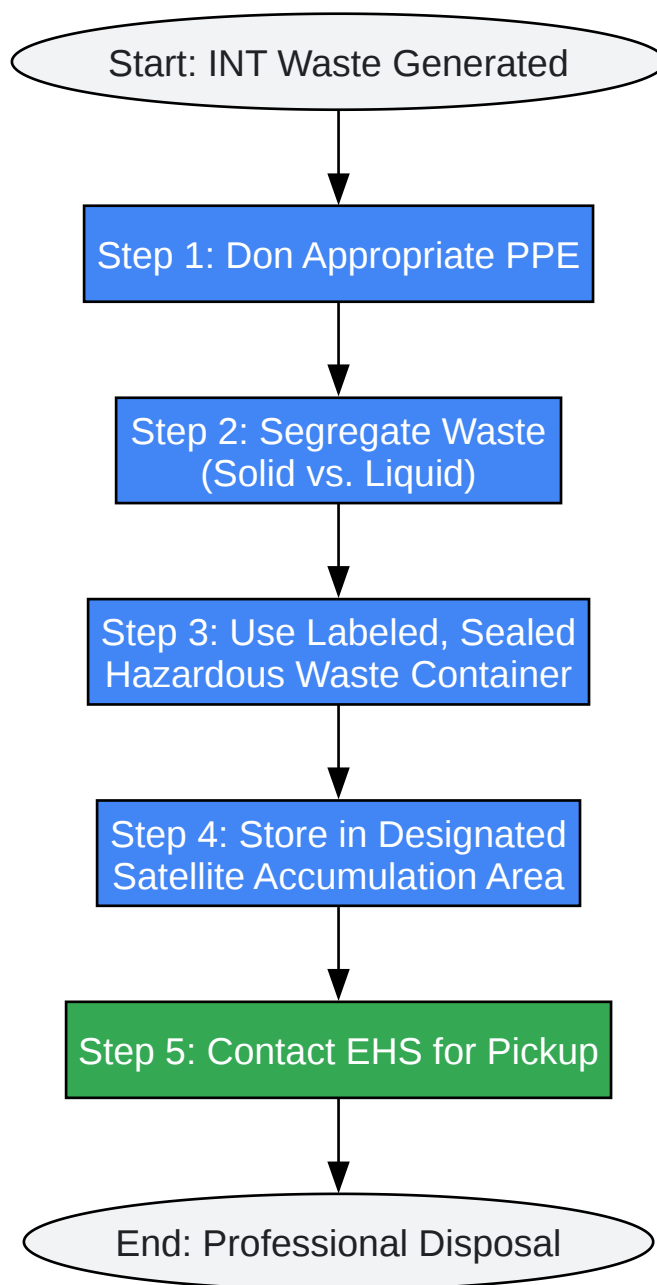 Start: INT Waste Generated
Step 1: Don Appropriate PPE
Step 2: Segregate Waste
(Solid vs. Liquid)
Step 3: Use Labeled, Sealed
Hazardous Waste Container
Step 4: Store in Designated
Satellite Accumulation Area
Step 5: Contact EHS for Pickup
End: Professional Disposal